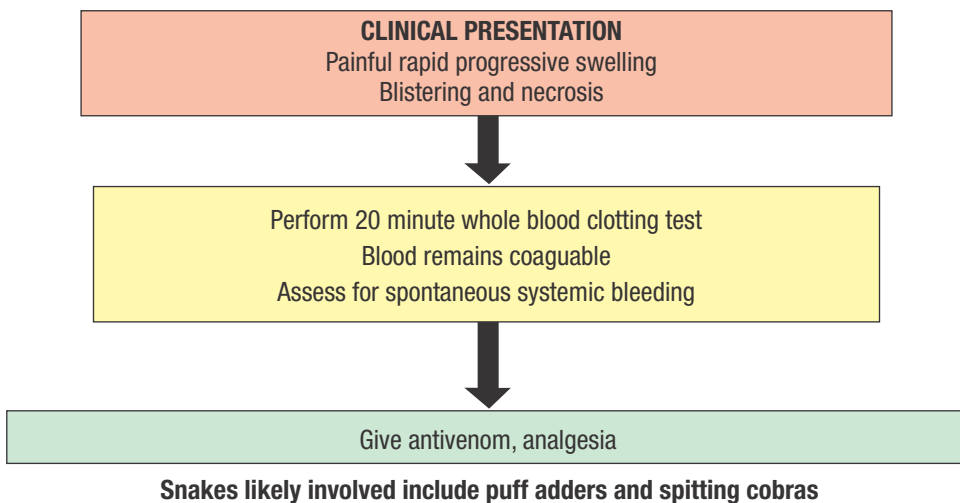 CLINICAL PRESENTATION
Painful rapid progressive swelling
Blistering and necrosis
Perform 20 minute whole blood clotting test
Blood remains coaguable
Assess for spontaneous systemic bleeding
Give antivenom, analgesia
Snakes likely involved include puff adders and spitting cobras